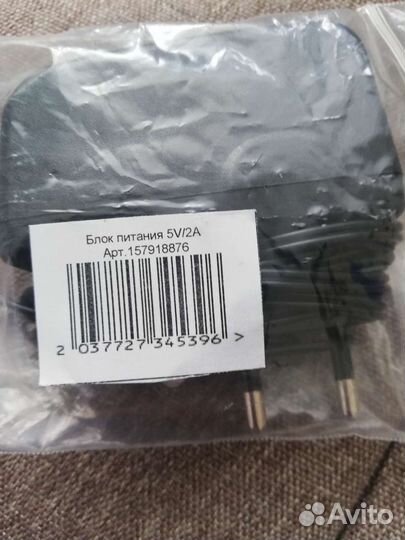 Блок питания 5V/2A
Арт.157918876
2 037727 345396 >
Avito